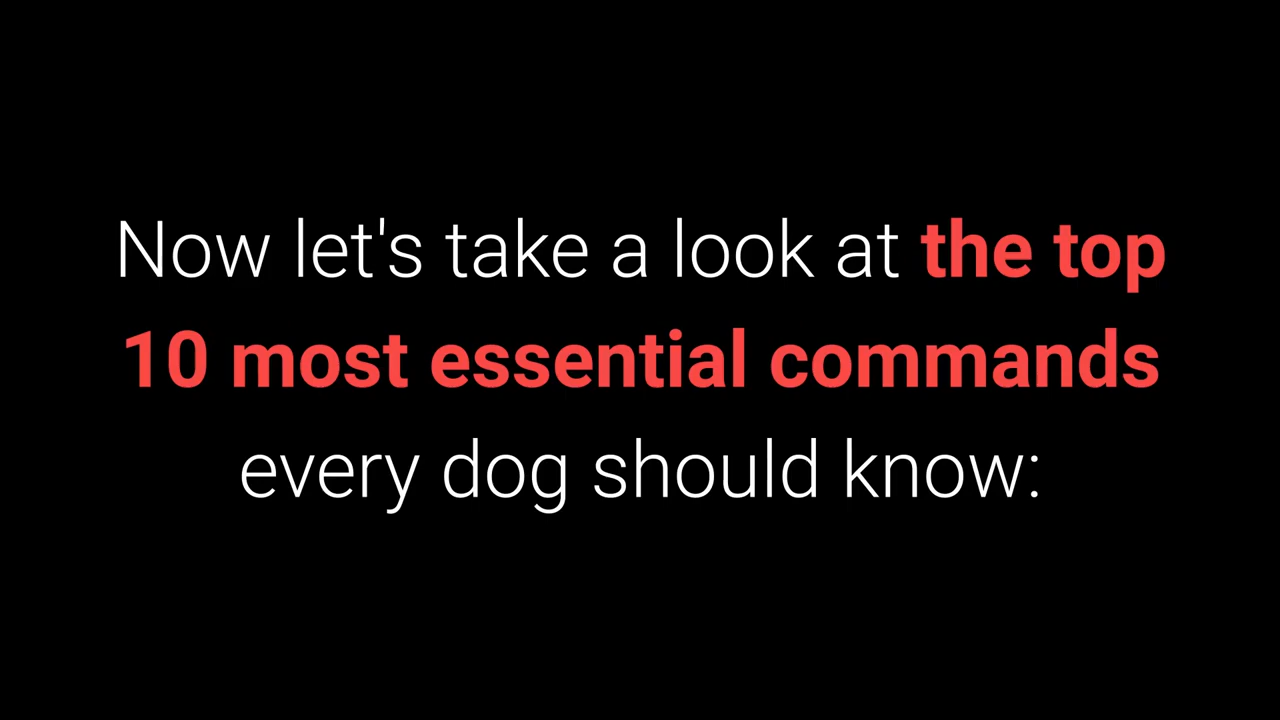 Now let's take a look at the top
10 most essential commands
every dog should know: